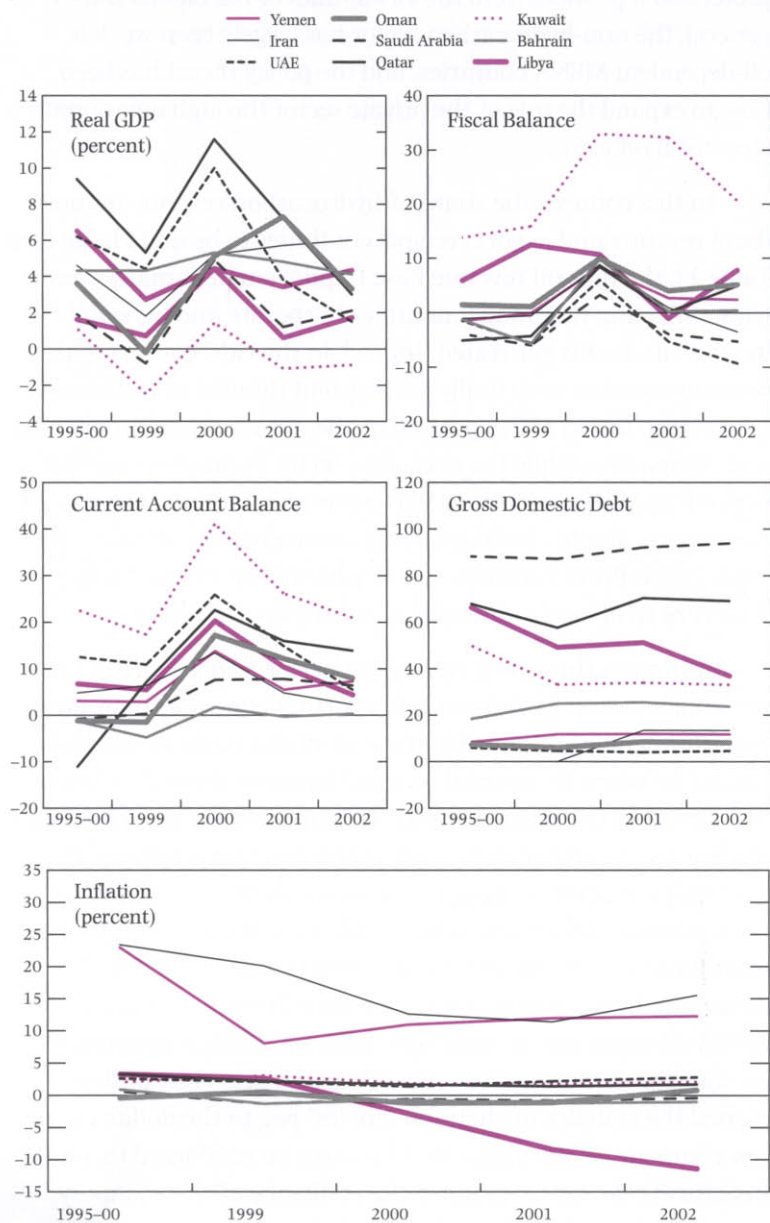 Yemen Oman Kuwait
Iran Saudi Arabia Bahrain
UAE Qatar Libya
Real GDP
(percent)
14
12
10
8
6
4
2
0
−2
−4
1995-00 1999 2000 2001 2002
Fiscal Balance
40
30
20
10
0
−10
−20
1995-00 1999 2000 2001 2002
Current Account Balance
50
40
30
20
10
0
−10
−20
1995–00 1999 2000 2001 2002
Gross Domestic Debt
120
100
80
60
40
20
0
−20
1995–00 2000 2001 2002
Inflation
(percent)
35
30
25
20
15
10
5
0
−5
−10
−15
1995-00 1999 2000 2001 2002